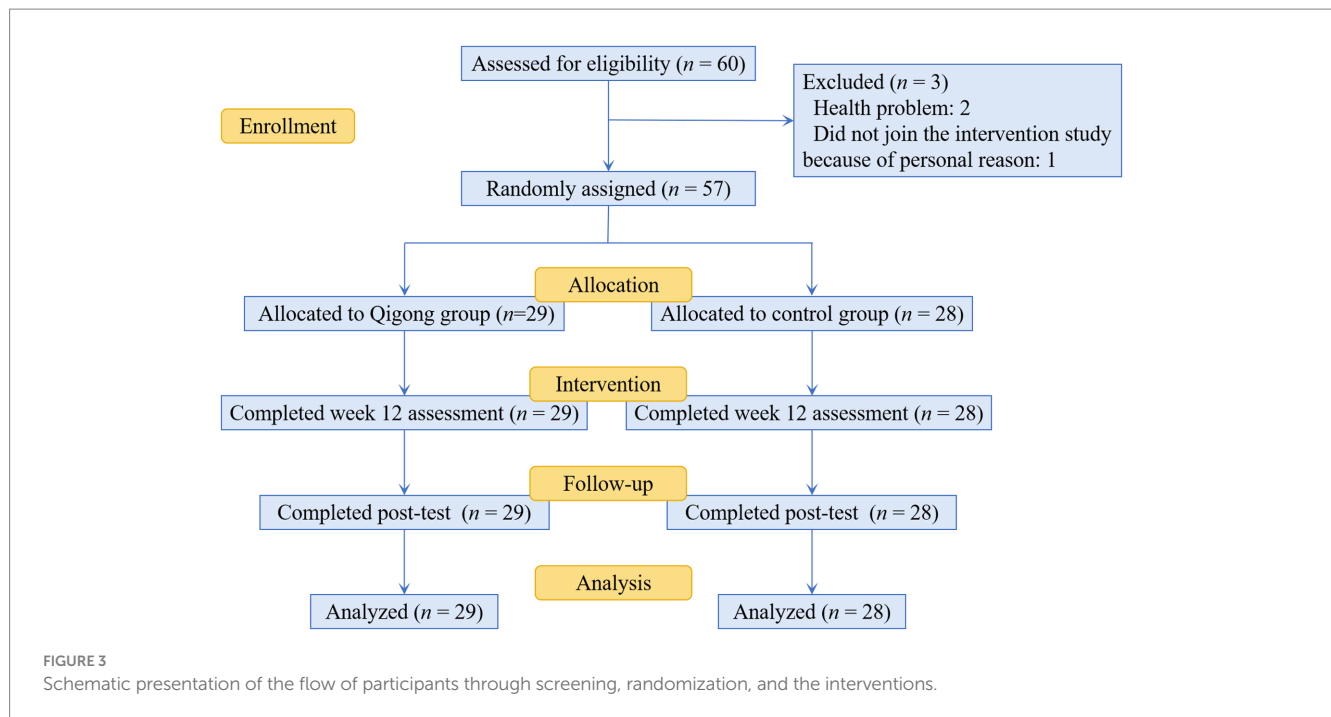 Assessed for eligibility (n = 60)
Excluded (n = 3)
Health problem: 2
Did not join the intervention study
because of personal reason: 1
Enrollment
Randomly assigned (n = 57)
Allocation
Allocated to Qigong group (n=29)
Allocated to control group (n = 28)
Intervention
Completed week 12 assessment (n = 29)
Completed week 12 assessment (n = 28)
Follow-up
Completed post-test (n = 29)
Completed post-test (n = 28)
Analysis
Analyzed (n = 29)
Analyzed (n = 28)
FIGURE 3
Schematic presentation of the flow of participants through screening, randomization, and the interventions.